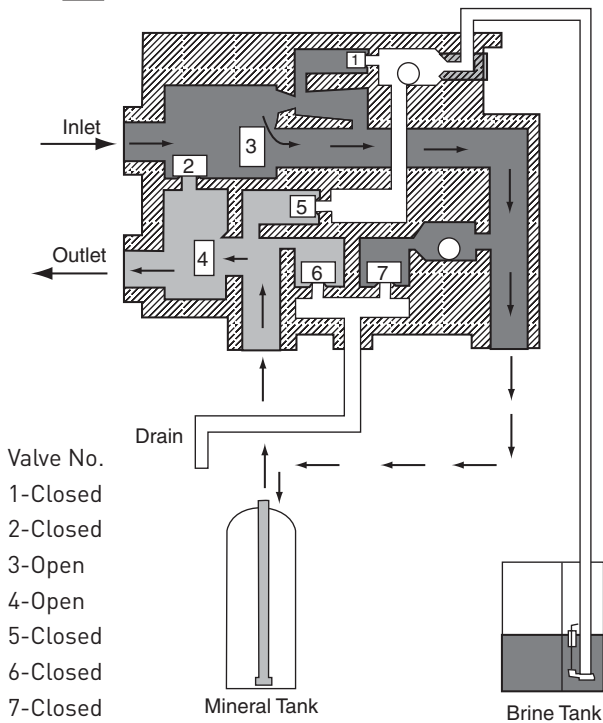 1
Inlet
3
2
5
Outlet
4
6
7
Drain
Valve No.
1-Closed
2-Closed
3-Open
4-Open
5-Closed
6-Closed
7-Closed
Mineral Tank
Brine Tank